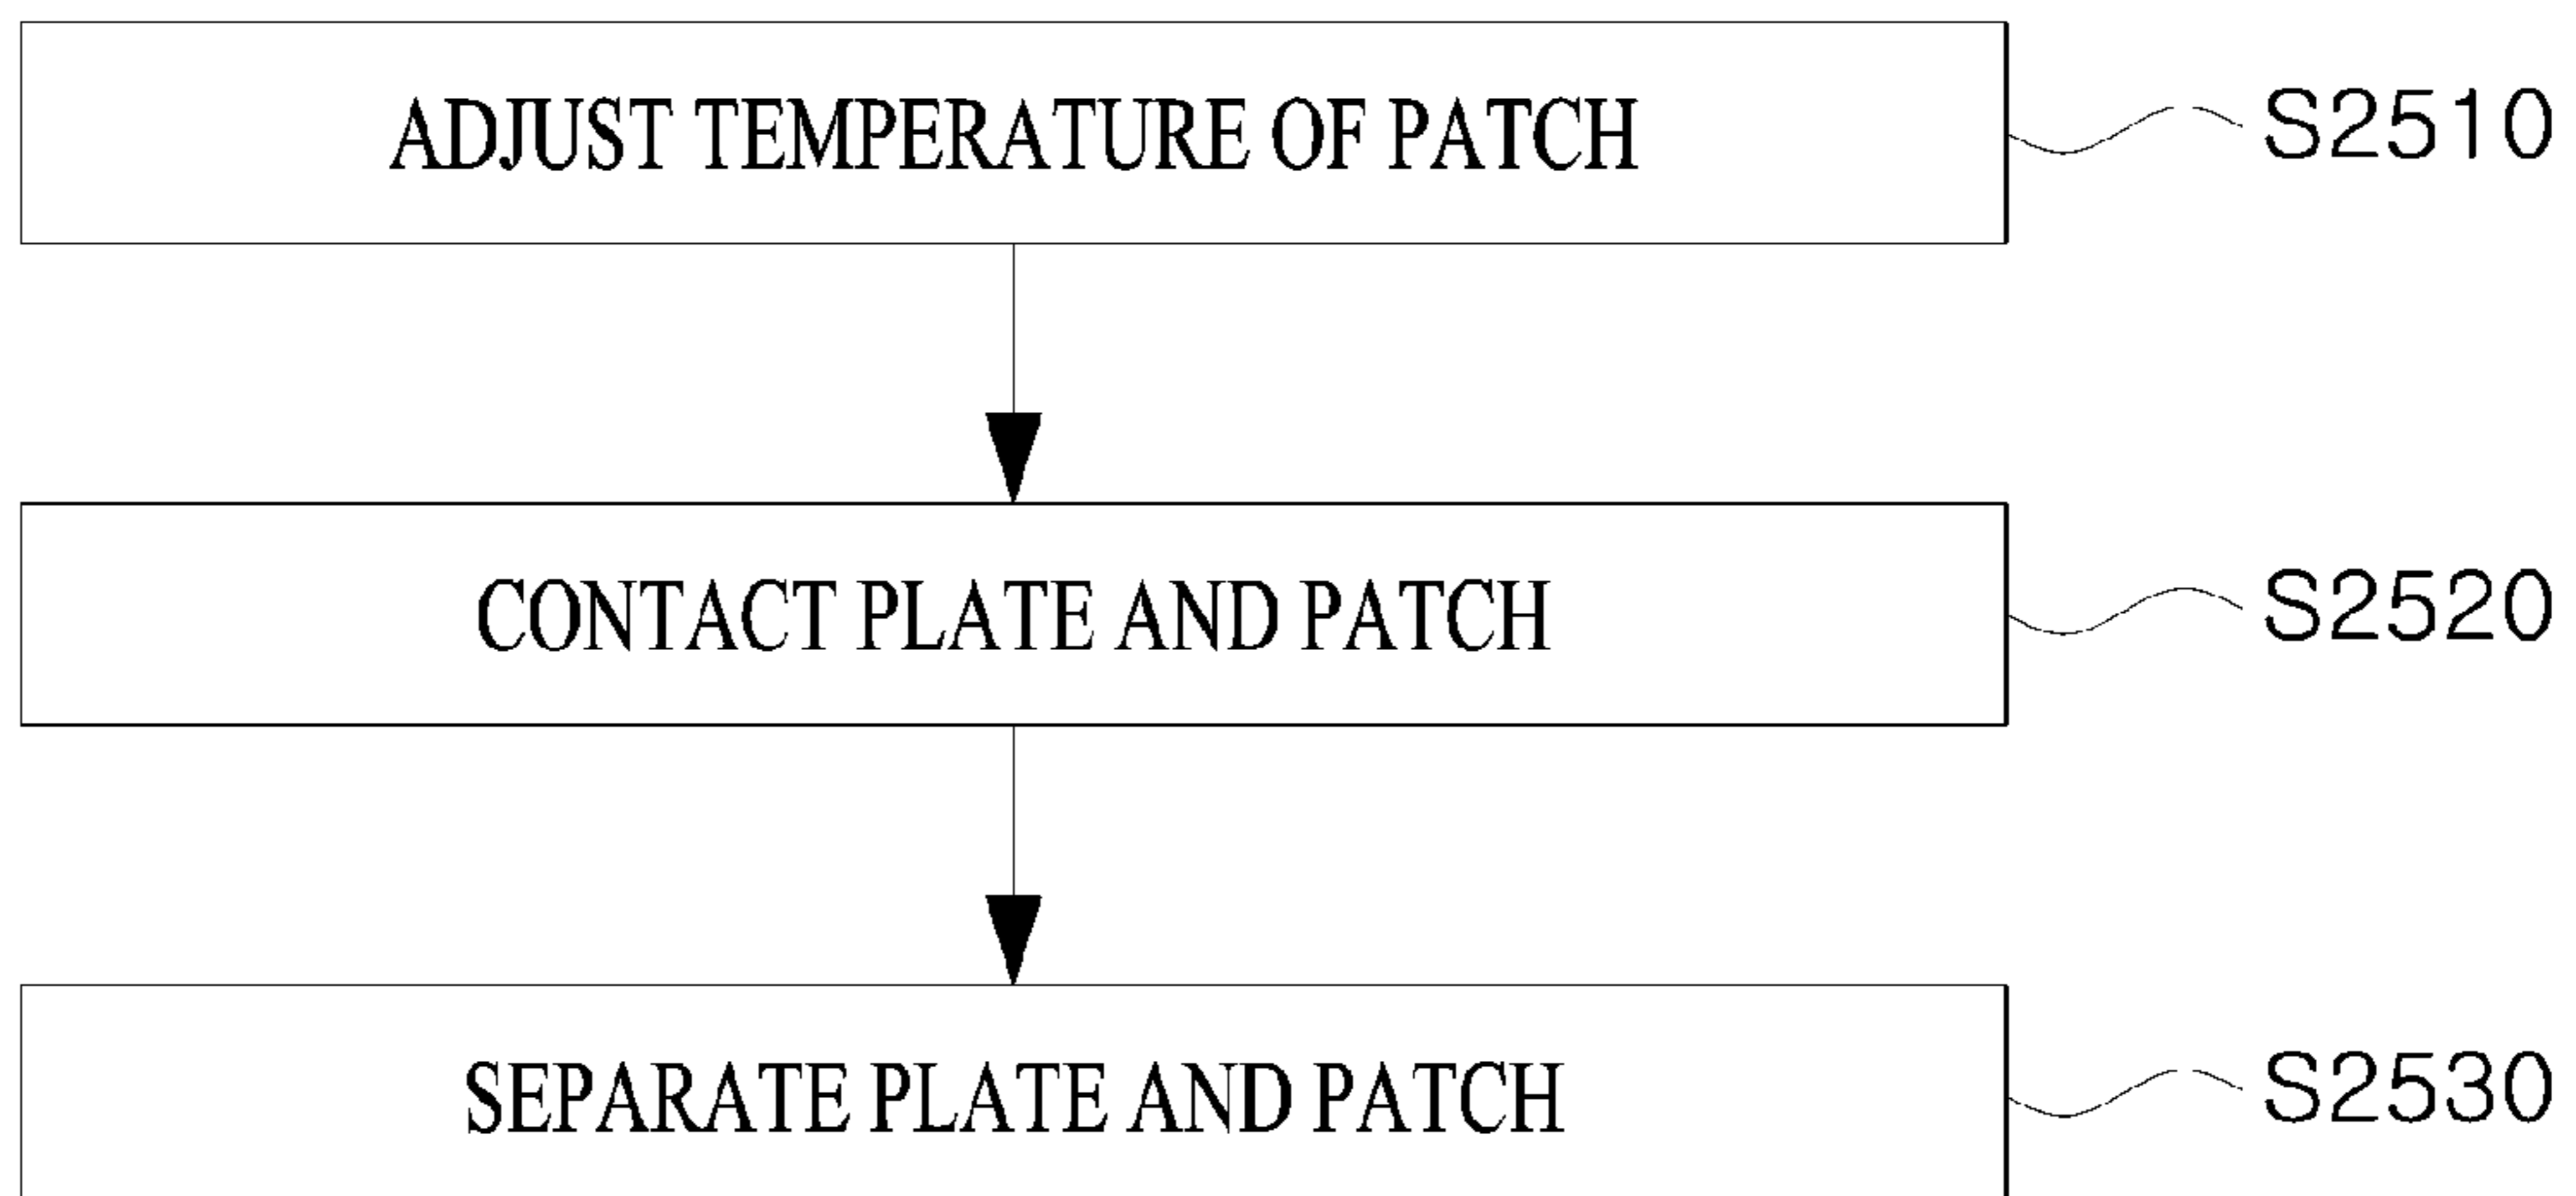 ADJUST TEMPERATURE OF PATCH
S2510
CONTACT PLATE AND PATCH
S2520
SEPARATE PLATE AND PATCH
S2530